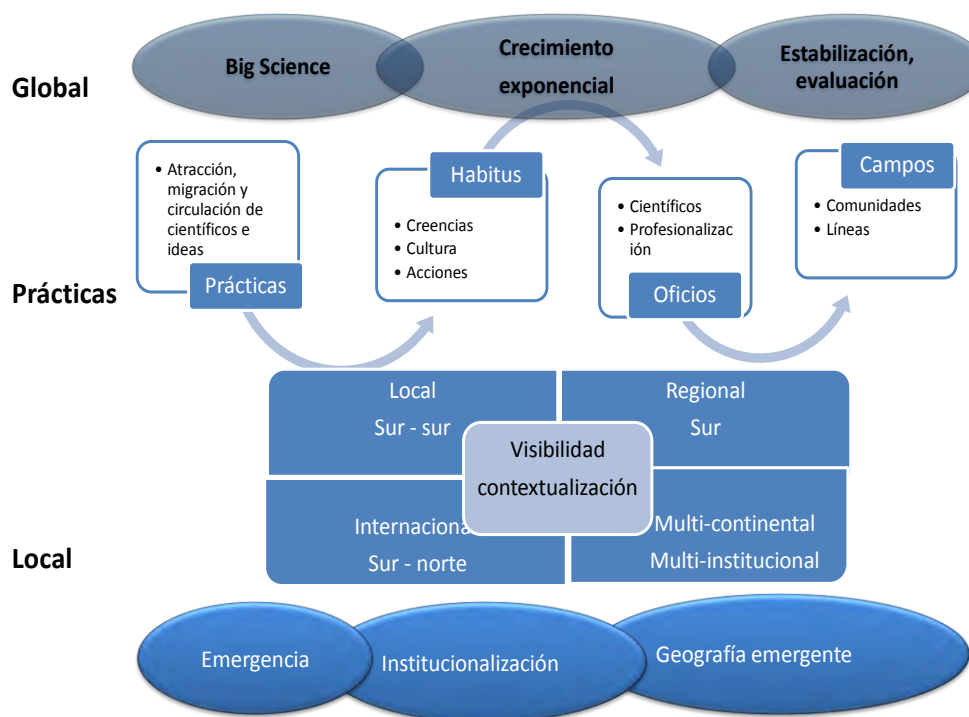 Global
Big Science
Crecimiento
exponencial
Estabilización,
evaluación
Prácticas
• Atracción,
migración y
circulación de
científicos e
ideas
Prácticas
Habitus
• Creencias
• Cultura
• Acciones
• Científicos
• Profesionalizac
ión
Oficios
Campos
• Comunidades
• Líneas
Local
Local
Sur - sur
Regional
Sur
Visibilidad
contextualización
Internaciona
Sur - norte
Multi-continental
Multi-institucional
Emergencia
Institucionalización
Geografía emergente